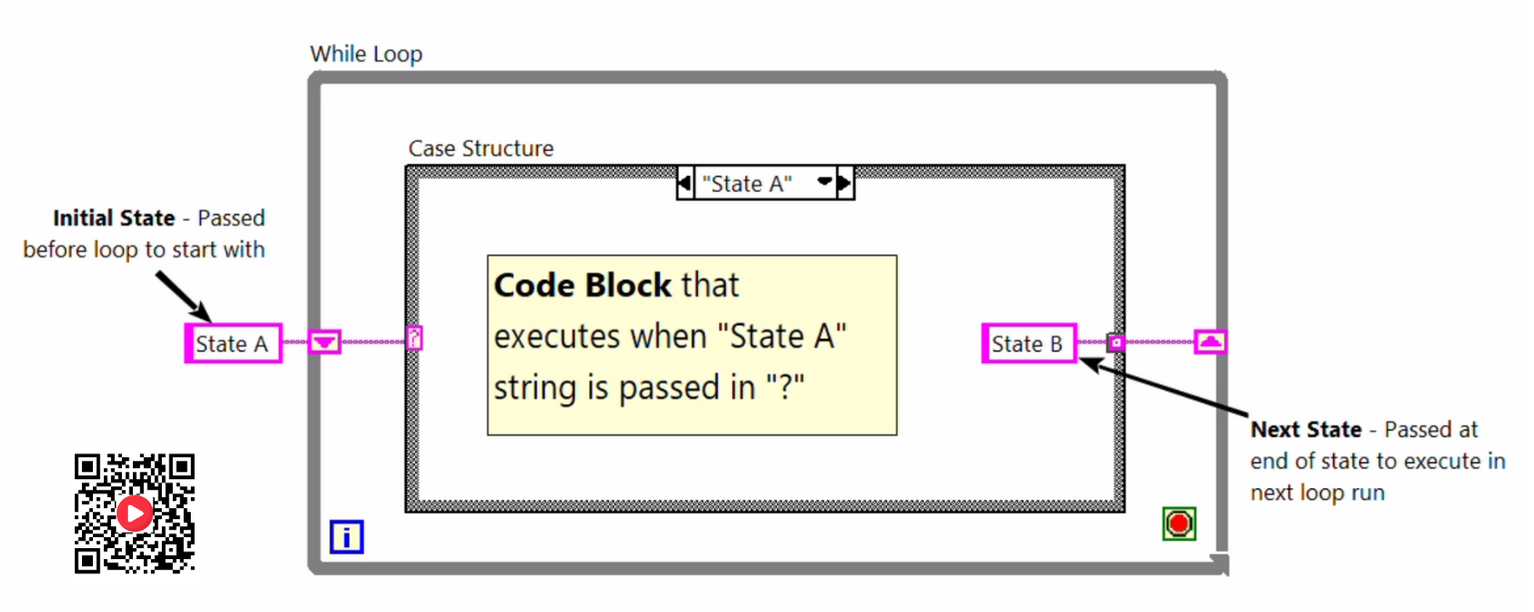 While Loop
Case Structure
"State A"
Initial State - Passed
before loop to start with
State A
?
Code Block that
executes when "State A"
string is passed in "?"
State B
Next State - Passed at
end of state to execute in
next loop run
i